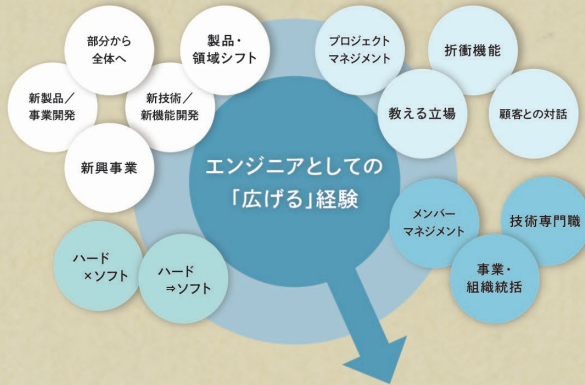 部分から
全体へ
製品・
領域シフト
新製品／
事業開発
新技術／
新機能開発
新興事業
プロジェクト
マネジメント
折衝機能
教える立場
顧客との対話
エンジニアとしての
「広げる」経験
ハード
×ソフト
ハード
⇒ソフト
メンバー
マネジメント
技術専門職
事業・
組織統括